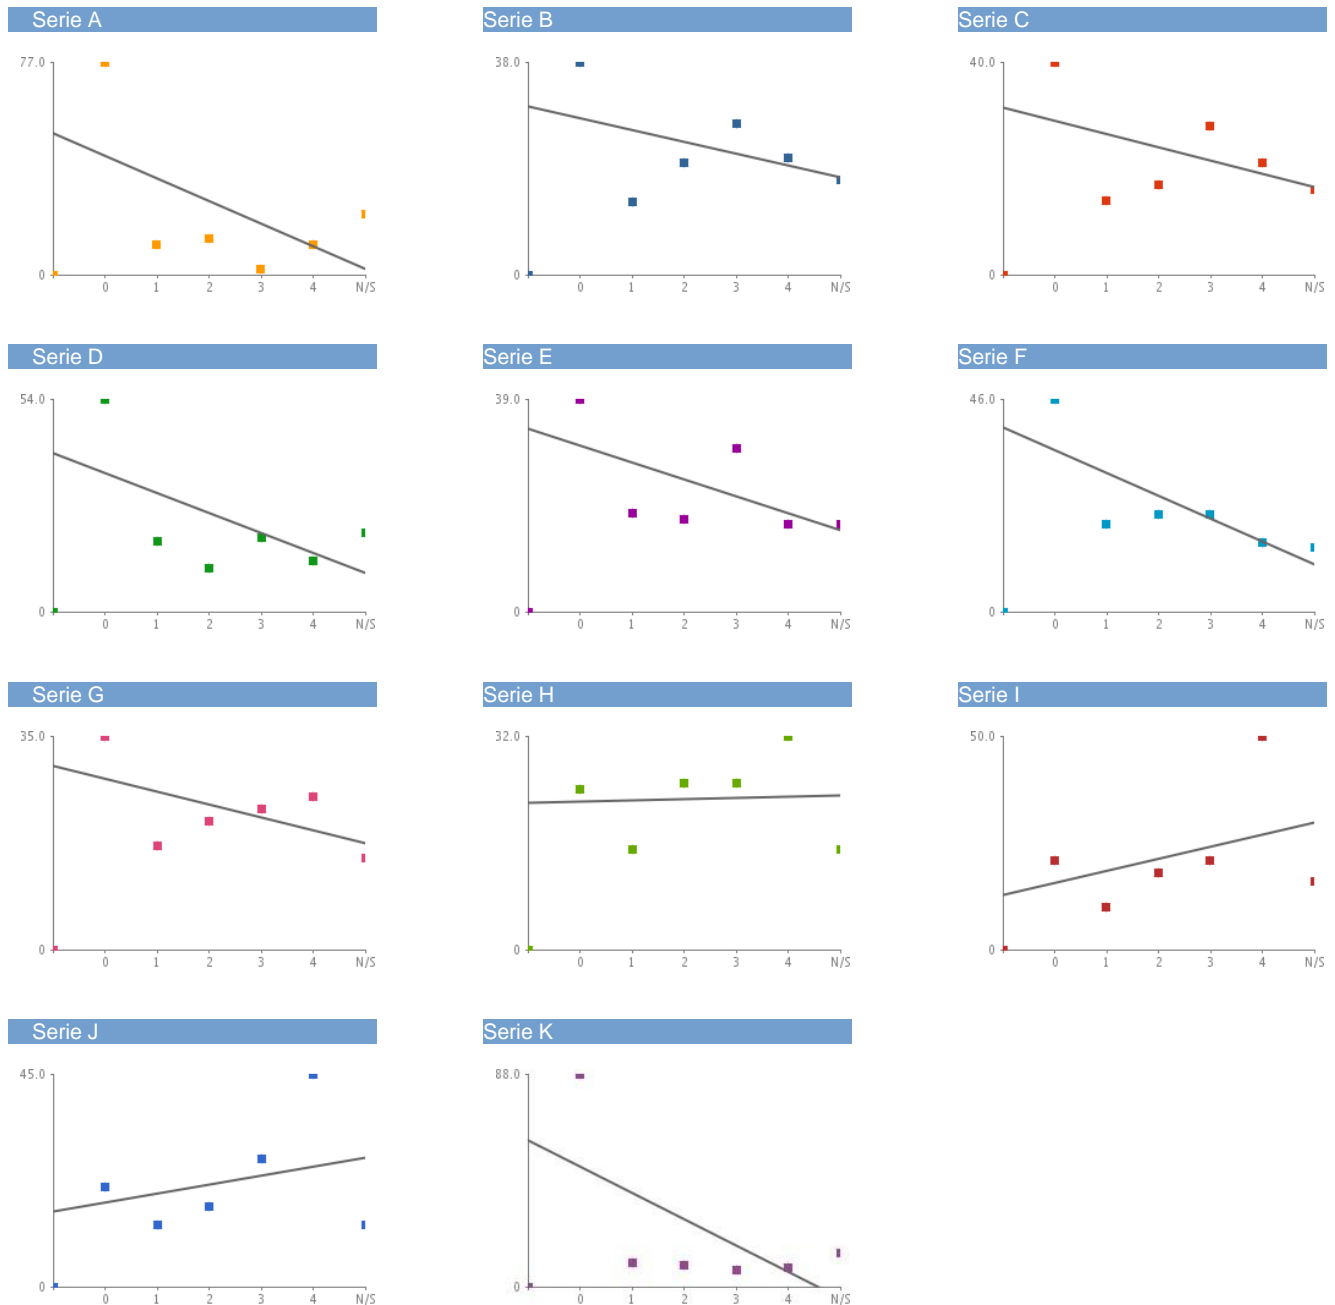 Serie A
77.0
0
0 1 2 3 4 N/S
Serie B
38.0
0
0 1 2 3 4 N/S
Serie C
40.0
0
0 1 2 3 4 N/S
Serie D
54.0
0
0 1 2 3 4 N/S
Serie E
39.0
0
0 1 2 3 4 N/S
Serie F
46.0
0
0 1 2 3 4 N/S
Serie G
35.0
0
0 1 2 3 4 N/S
Serie H
32.0
0
0 1 2 3 4 N/S
Serie I
50.0
0
0 1 2 3 4 N/S
Serie J
45.0
0
0 1 2 3 4 N/S
Serie K
88.0
0
0 1 2 3 4 N/S